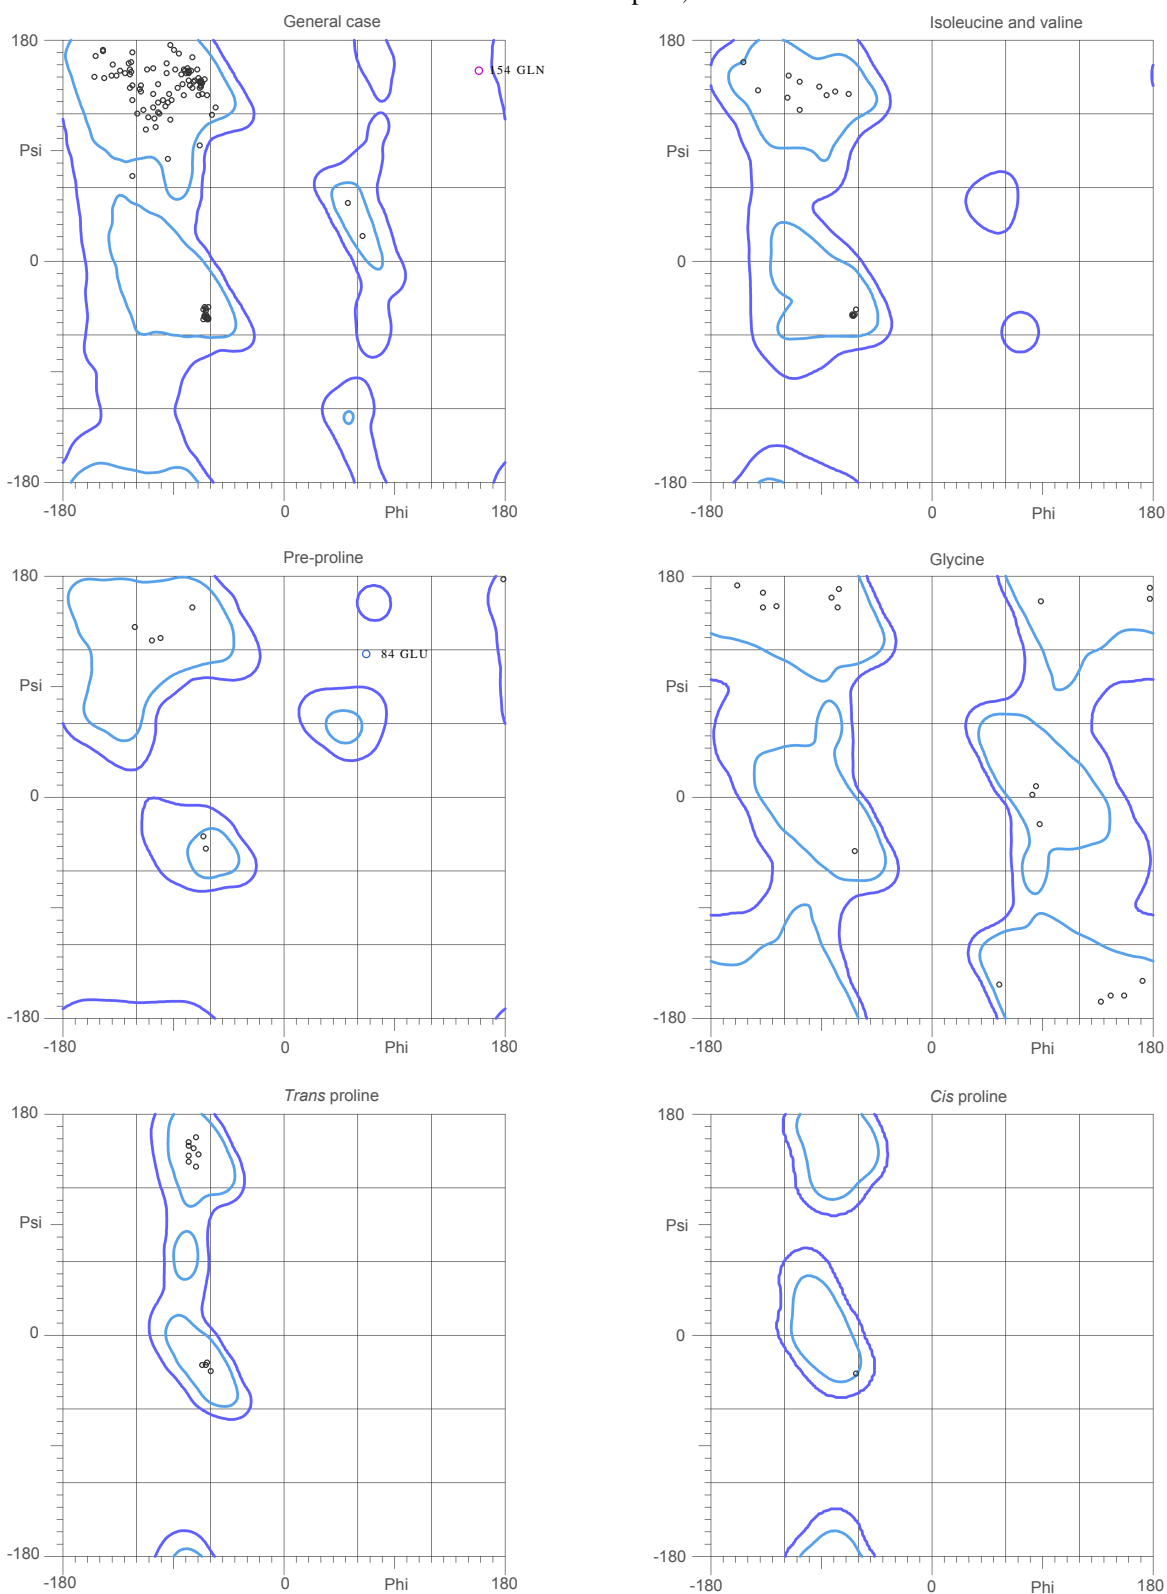 General case
180
Psi
0
-180
-180
0
Phi
180
154 GLN
Isoleucine and valine
180
Psi
0
-180
-180
0
Phi
180
Pre-proline
180
Psi
0
-180
-180
0
Phi
180
84 GLU
Glycine
180
Psi
0
-180
-180
0
Phi
180
Trans proline
180
Psi
0
-180
-180
0
Phi
180
Cis proline
180
Psi
0
-180
-180
0
Phi
180